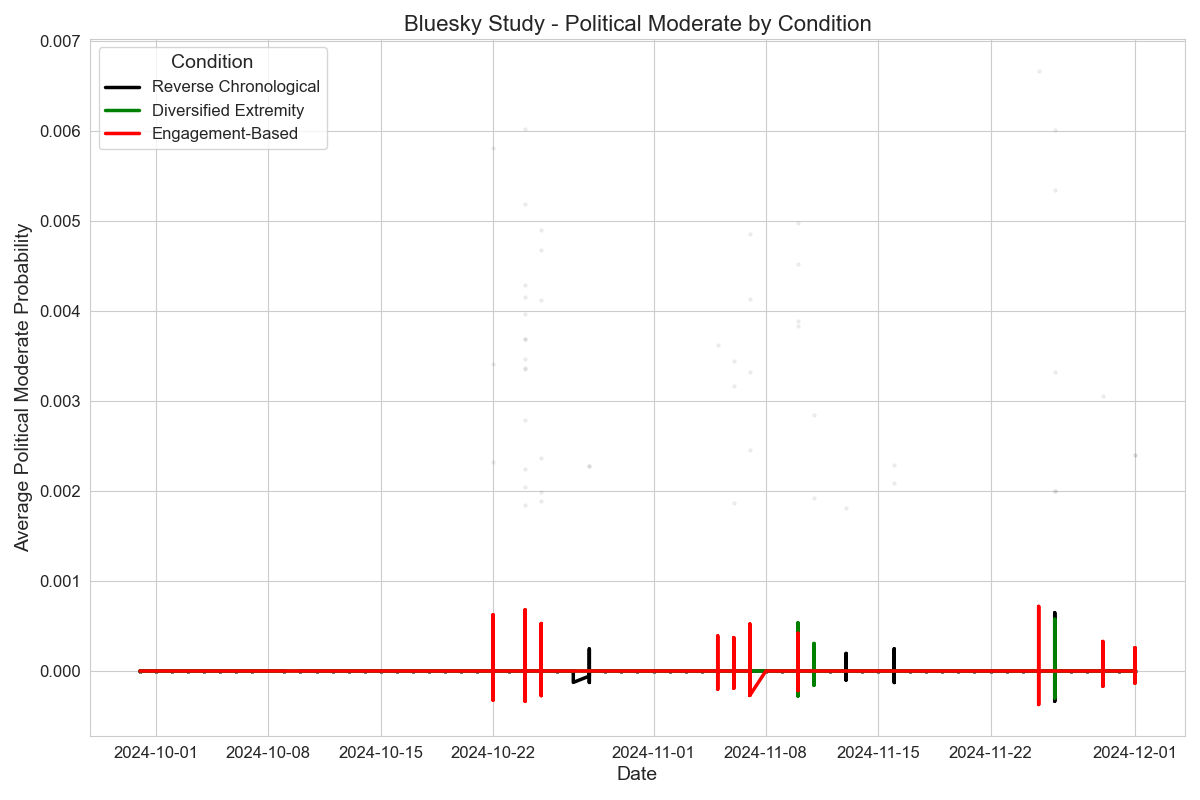 Bluesky Study - Political Moderate by Condition
Condition
Reverse Chronological
Diversified Extremity
Engagement-Based
Average Political Moderate Probability
0.007
0.006
0.005
0.004
0.003
0.002
0.001
0.000
2024-10-01
2024-10-08
2024-10-15
2024-10-22
2024-11-01
2024-11-08
2024-11-15
2024-11-22
2024-12-01
Date